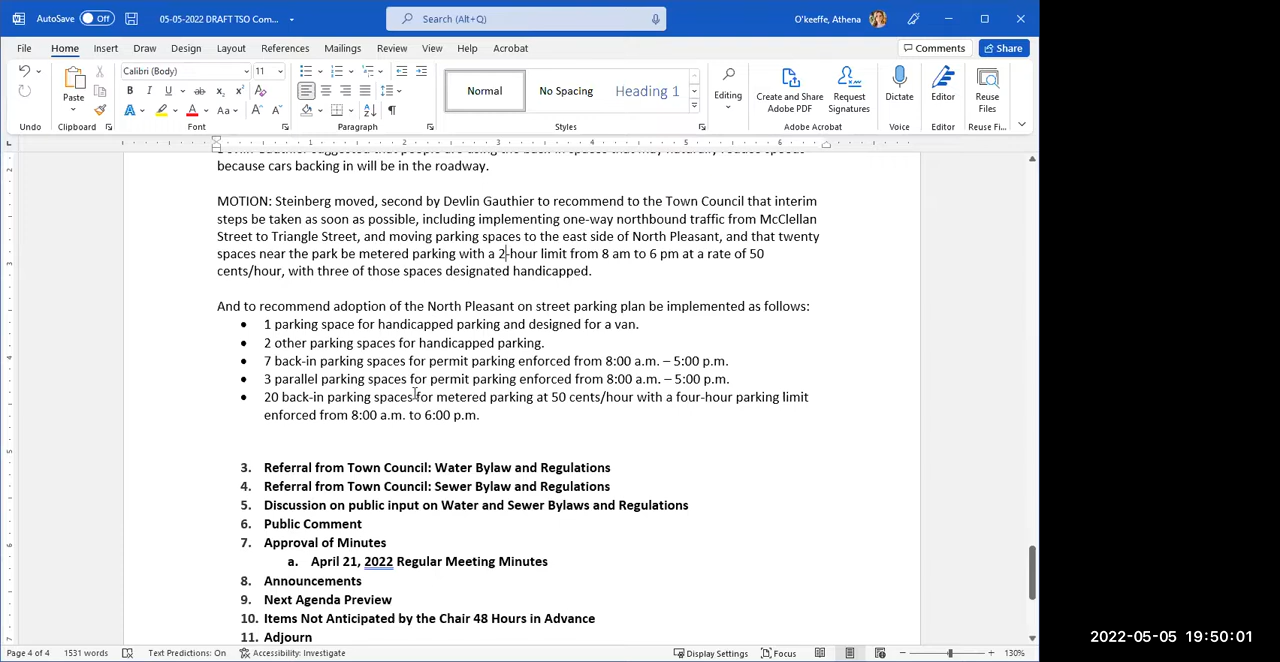 AutoSave Off 05-05-2022 DRAFT TSO Com... Search (Alt+Q) O'keeffe, Athena
File Home Insert Draw Design Layout References Mailings Review View Help Acrobat Comments Share
Calibri (Body) 11
Paste Normal No Spacing Heading 1 Editing Create and Share Adobe PDF Request Signatures Dictate Editor Reuse Files
Undo Clipboard Font Paragraph Styles Adobe Acrobat Voice Editor Reuse Fi...
because cars backing in will be in the roadway.
MOTION: Steinberg moved, second by Devlin Gauthier to recommend to the Town Council that interim
steps be taken as soon as possible, including implementing one-way northbound traffic from McClellan
Street to Triangle Street, and moving parking spaces to the east side of North Pleasant, and that twenty
spaces near the park be metered parking with a 2-hour limit from 8 am to 6 pm at a rate of 50
cents/hour, with three of those spaces designated handicapped.
And to recommend adoption of the North Pleasant on street parking plan be implemented as follows:
• 1 parking space for handicapped parking and designed for a van.
• 2 other parking spaces for handicapped parking.
• 7 back-in parking spaces for permit parking enforced from 8:00 a.m. – 5:00 p.m.
• 3 parallel parking spaces for permit parking enforced from 8:00 a.m. – 5:00 p.m.
• 20 back-in parking spaces for metered parking at 50 cents/hour with a four-hour parking limit
enforced from 8:00 a.m. to 6:00 p.m.
3. Referral from Town Council: Water Bylaw and Regulations
4. Referral from Town Council: Sewer Bylaw and Regulations
5. Discussion on public input on Water and Sewer Bylaws and Regulations
6. Public Comment
7. Approval of Minutes
a. April 21, 2022 Regular Meeting Minutes
8. Announcements
9. Next Agenda Preview
10. Items Not Anticipated by the Chair 48 Hours in Advance
11. Adjourn
2022-05-05 19:50:01
Page 4 of 4 1531 words Text Predictions: On Accessibility: Investigate Display Settings Focus 130%